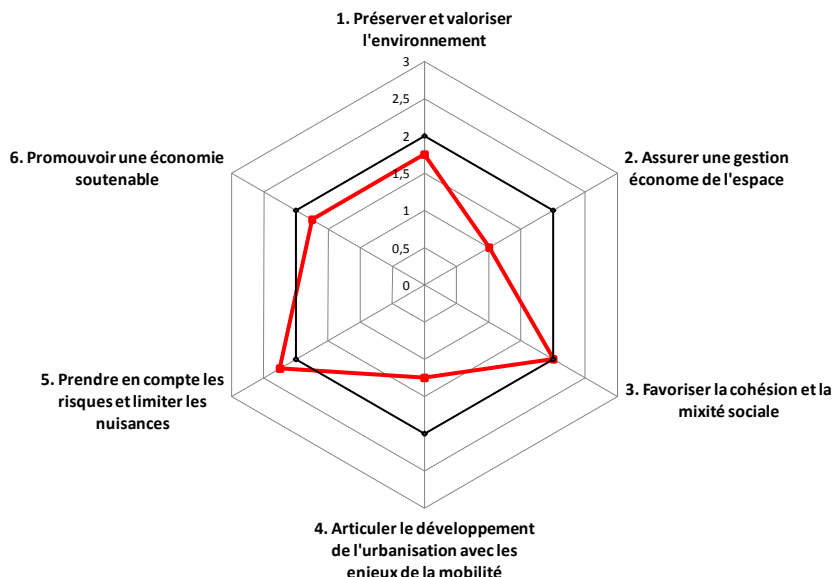 1. Préserver et valoriser
l'environnement
3
2,5
2
1,5
1
0,5
0
2. Assurer une gestion
économe de l'espace
3. Favoriser la cohésion et la
mixité sociale
4. Articuler le développement
de l'urbanisation avec les
enjeux de la mobilité
5. Prendre en compte les
risques et limiter les
nuisances
6. Promouvoir une économie
soutenable